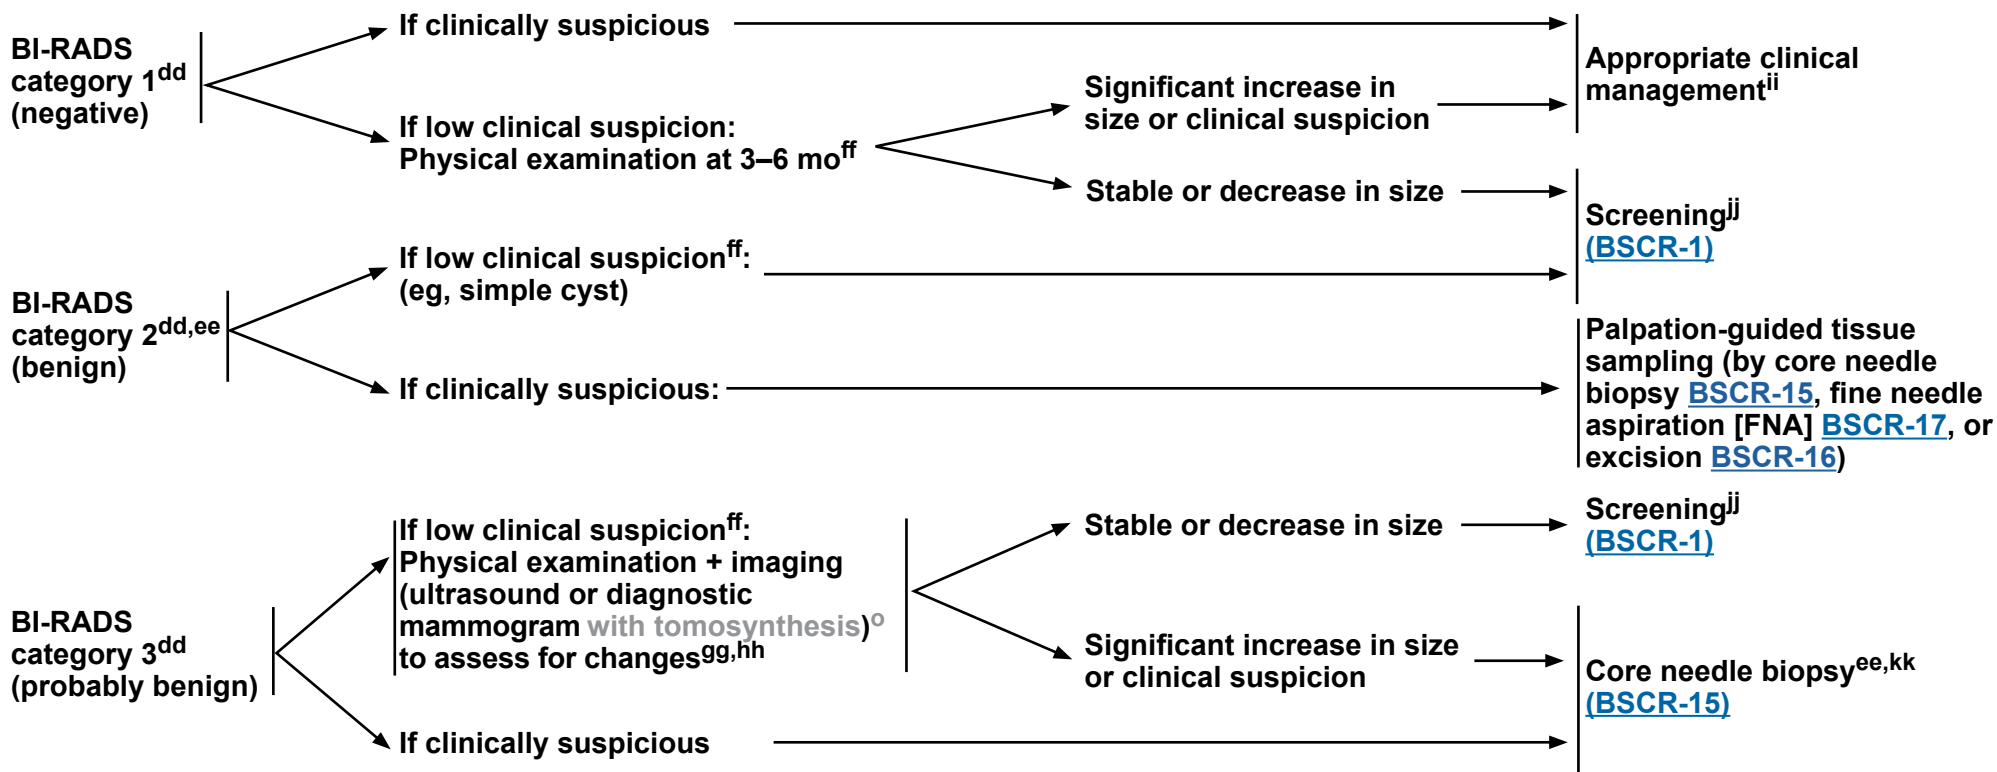 BI-RADS
category 1dd
(negative)
If clinically suspicious
If low clinical suspicion:
Physical examination at 3–6 moff
Significant increase in
size or clinical suspicion
Stable or decrease in size
Appropriate clinical
managementii
Screeningjj
(BSCR-1)
BI-RADS
category 2dd,ee
(benign)
If low clinical suspicionff:
(eg, simple cyst)
If clinically suspicious:
Palpation-guided tissue
sampling (by core needle
biopsy BSCR-15, fine needle
aspiration [FNA] BSCR-17, or
excision BSCR-16)
BI-RADS
category 3dd
(probably benign)
If low clinical suspicionff:
Physical examination + imaging
(ultrasound or diagnostic
mammogram with tomosynthesis)o
to assess for changesgg,hh
If clinically suspicious
Stable or decrease in size
Significant increase in size
or clinical suspicion
Screeningjj
(BSCR-1)
Core needle biopsyee,kk
(BSCR-15)